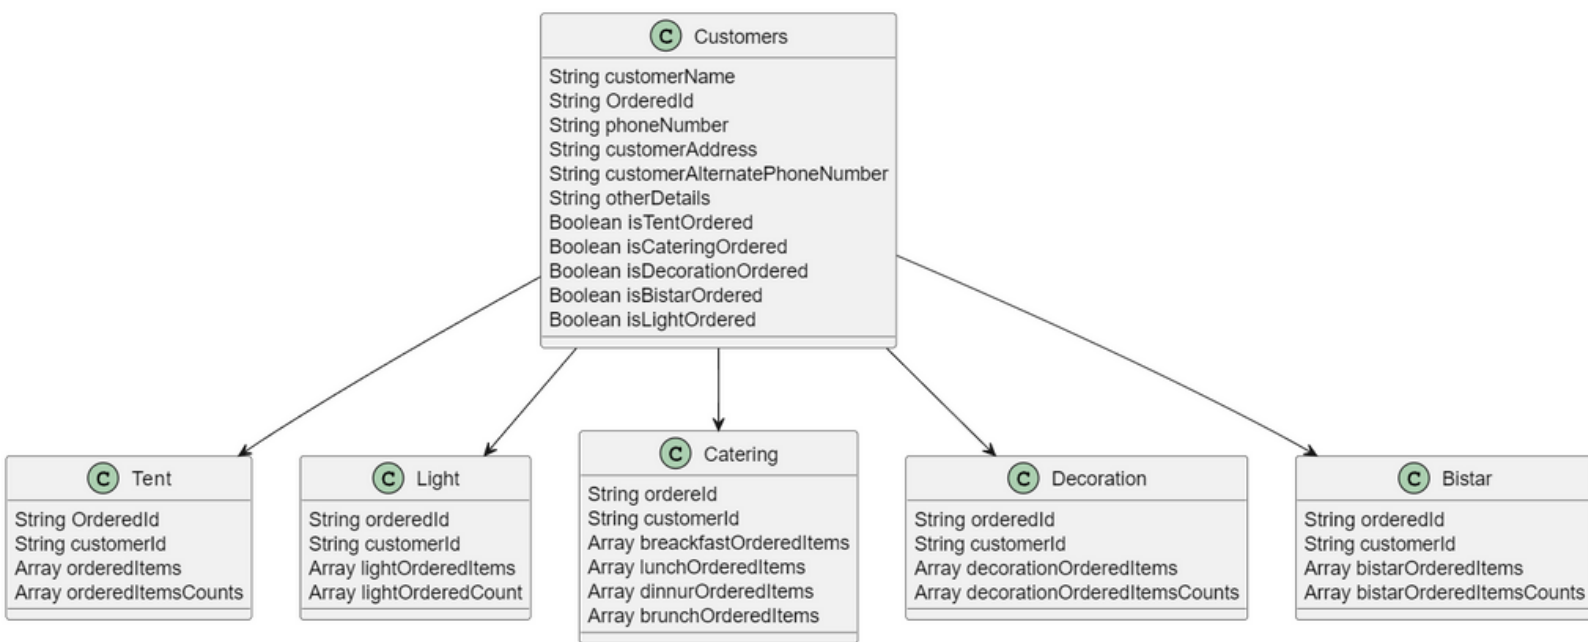 C Customers
String customerName
String OrderedId
String phoneNumber
String customerAddress
String customerAlternatePhoneNumber
String otherDetails
Boolean isTentOrdered
Boolean isCateringOrdered
Boolean isDecorationOrdered
Boolean isBistarOrdered
Boolean isLightOrdered
C Tent
String OrderedId
String customerId
Array orderedItems
Array orderedItemsCounts
C Light
String orderedId
String customerId
Array lightOrderedItems
Array lightOrderedCount
C Catering
String ordereId
String customerId
Array breackfastOrderedItems
Array lunchOrderedItems
Array dinnurOrderedItems
Array brunchOrderedItems
C Decoration
String orderedId
String customerId
Array decorationOrderedItems
Array decorationOrderedItemsCounts
C Bistar
String orderedId
String customerId
Array bistarOrderedItems
Array bistarOrderedItemsCounts